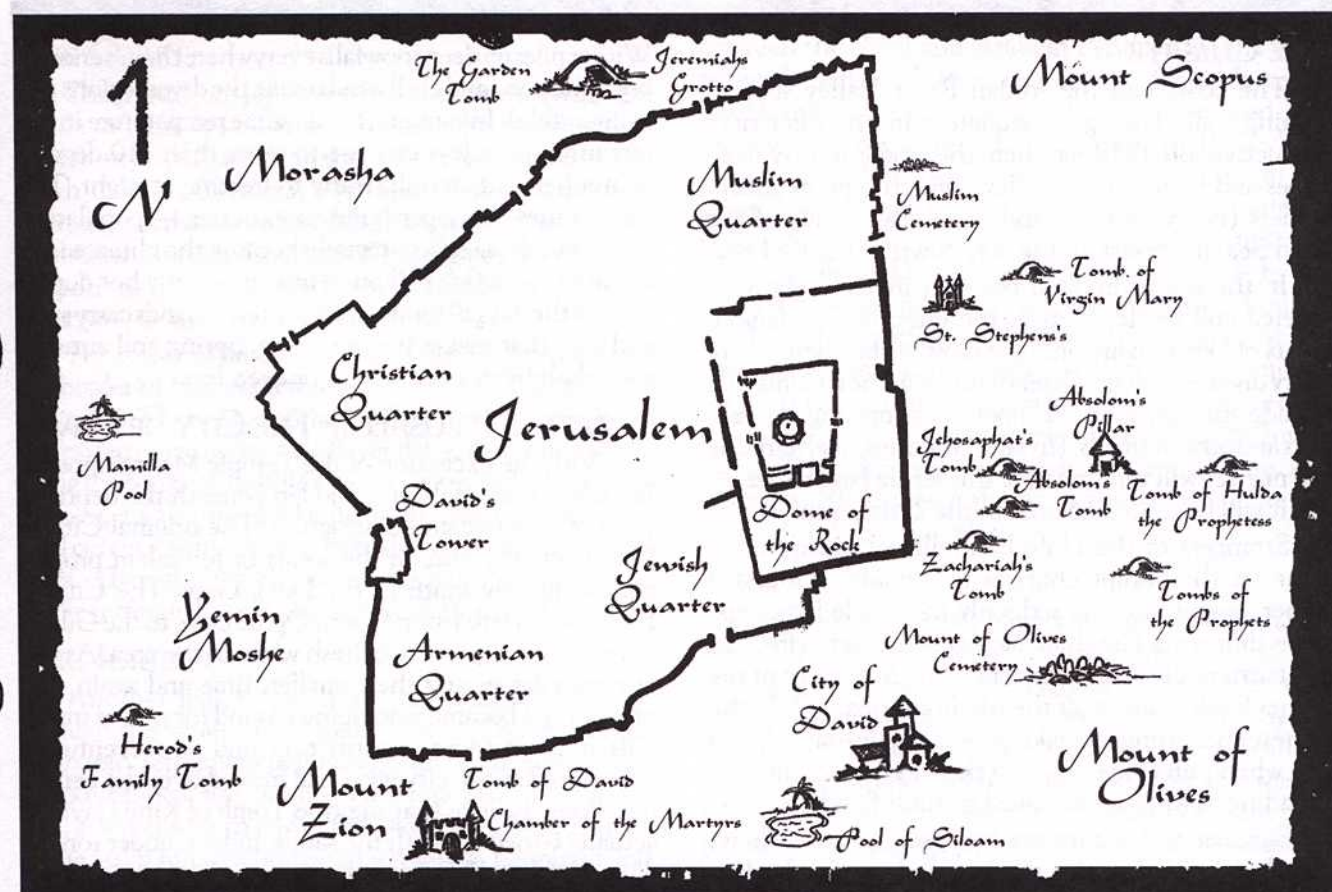 The Garden
Tomb
Jeremiahs
Grotto
Mount Scopus
N
Morasha
Muslim
Quarter
Muslim
Cemetery
Tomb of
Virgin Mary
St. Stephen's
Christian
Quarter
Jerusalem
Absolom's
Pillar
Jehosaphat's
Tomb
Absolom's
Tomb
Tomb of Hulda
the Prophetess
Mamilla
Pool
David's
Tower
Dome of
the Rock
Jewish
Quarter
Zachariah's
Tomb
Tombs of
the Prophets
Yemin
Moshe
Armenian
Quarter
Mount of Olives
Cemetery
City of
David
Herod's
Family Tomb
Mount
Zion
Tomb of David
Chamber of the Martyrs
Pool of Siloam
Mount of
Olives